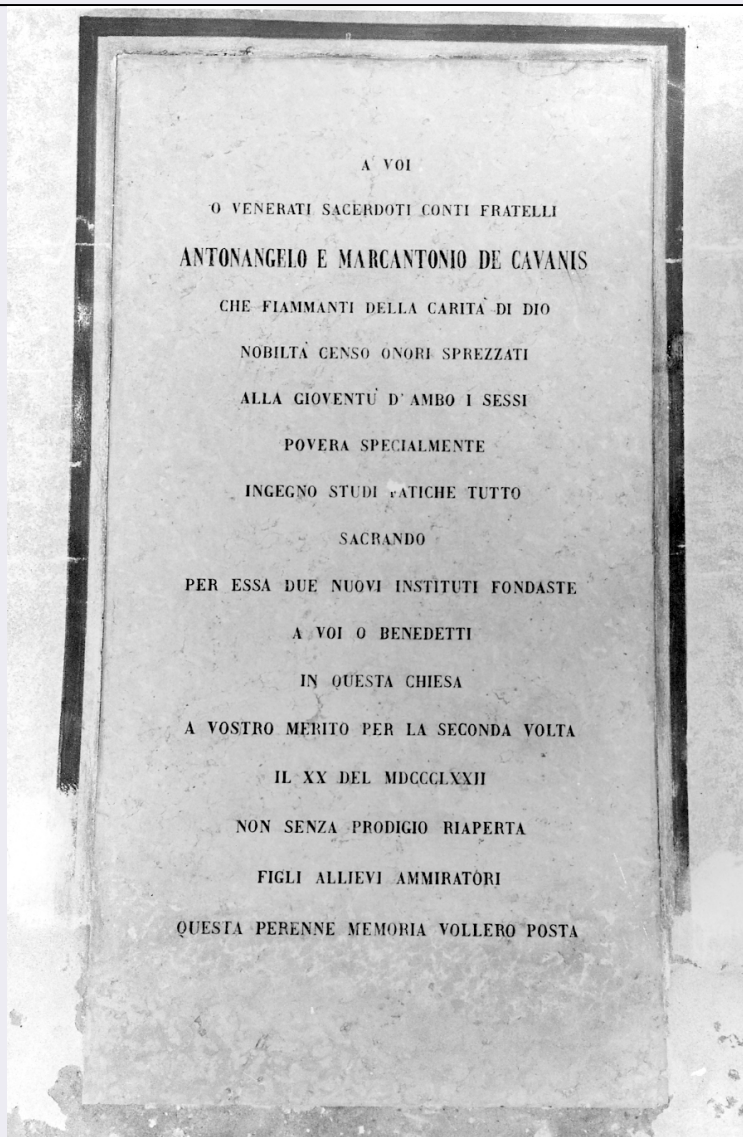 A VOI
O VENERATI SACERDOTI CONTI FRATELLI
ANTONANGELO E MARCANTONIO DE CAVANIS
CHE FIAMMANTI DELLA CARITÀ DI DIO
NOBILTÀ CENSO ONORI SPREZZATI
ALLA GIOVENTÙ D' AMBO I SESSI
POVERA SPECIALMENTE
INGEGNO STUDI FATICHE TUTTO
SACRANDO
PER ESSA DUE NUOVI INSTITUTI FONDASTE
A VOI O BENEDETTI
IN QUESTA CHIESA
A VOSTRO MERITO PER LA SECONDA VOLTA
IL XX DEL MDCCCLXXII
NON SENZA PRODIGIO RIAPERTA
FIGLI ALLIEVI AMMIRATORI
QUESTA PERENNE MEMORIA VOLLERO POSTA